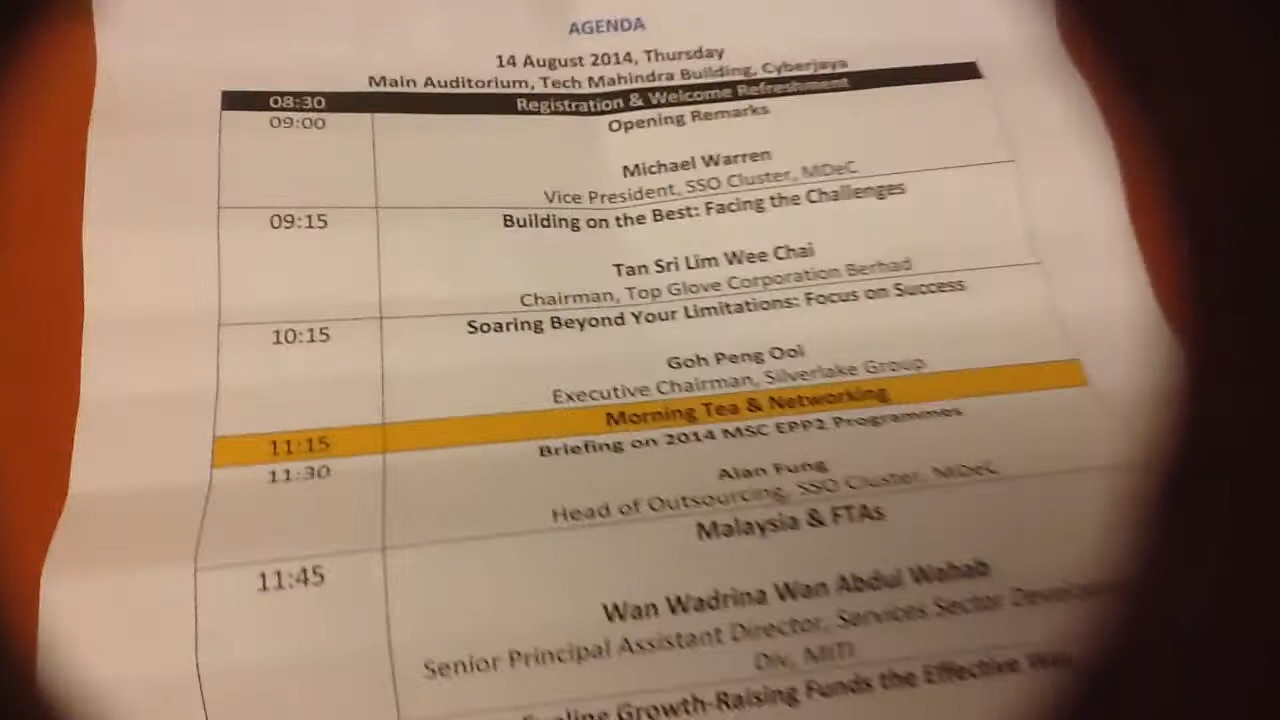 AGENDA
14 August 2014, Thursday
Main Auditorium, Tech Mahindra Building, Cyberjaya
08:30 Registration & Welcome Refreshment
09:00 Opening Remarks
Michael Warren
Vice President, SSO Cluster, MDeC
09:15 Building on the Best: Facing the Challenges
Tan Sri Lim Wee Chai
Chairman, Top Glove Corporation Berhad
10:15 Soaring Beyond Your Limitations: Focus on Success
Goh Peng Ooi
Executive Chairman, Silverlake Group
11:15 Morning Tea & Networking
11:30 Briefing on 2014 MSC EPP2 Programmes
Alan Fung
Head of Outsourcing, SSO Cluster, MDeC
11:45 Malaysia & FTAs
Wan Wadrina Wan Abdul Wahab
Senior Principal Assistant Director, Services Sector
Div, MITI
Growth-Raising Funds the Effective